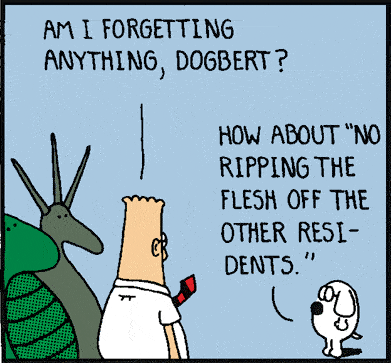 AM I FORGETTING
ANYTHING, DOGBERT?
HOW ABOUT "NO
RIPPING THE
FLESH OFF THE
OTHER RESI-
DENTS."